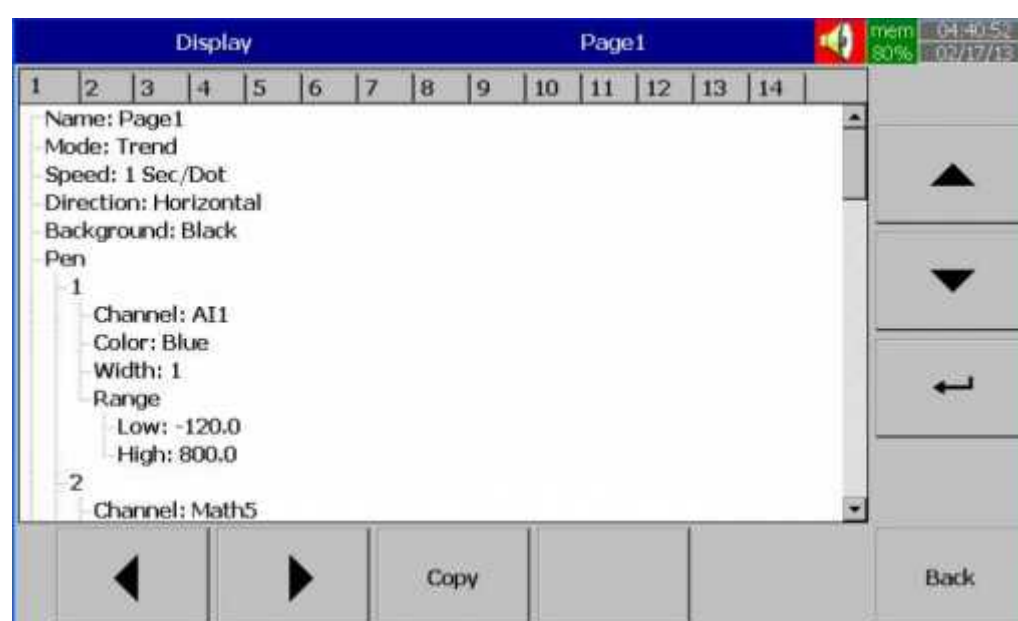 Display Page1 mem 04:40:52
80% 02/17/13
1 2 3 4 5 6 7 8 9 10 11 12 13 14
Name: Page1
Mode: Trend
Speed: 1 Sec/Dot
Direction: Horizontal
Background: Black
Pen
1
Channel: AI1
Color: Blue
Width: 1
Range
Low: -120.0
High: 800.0
2
Channel: Math5
Copy Back